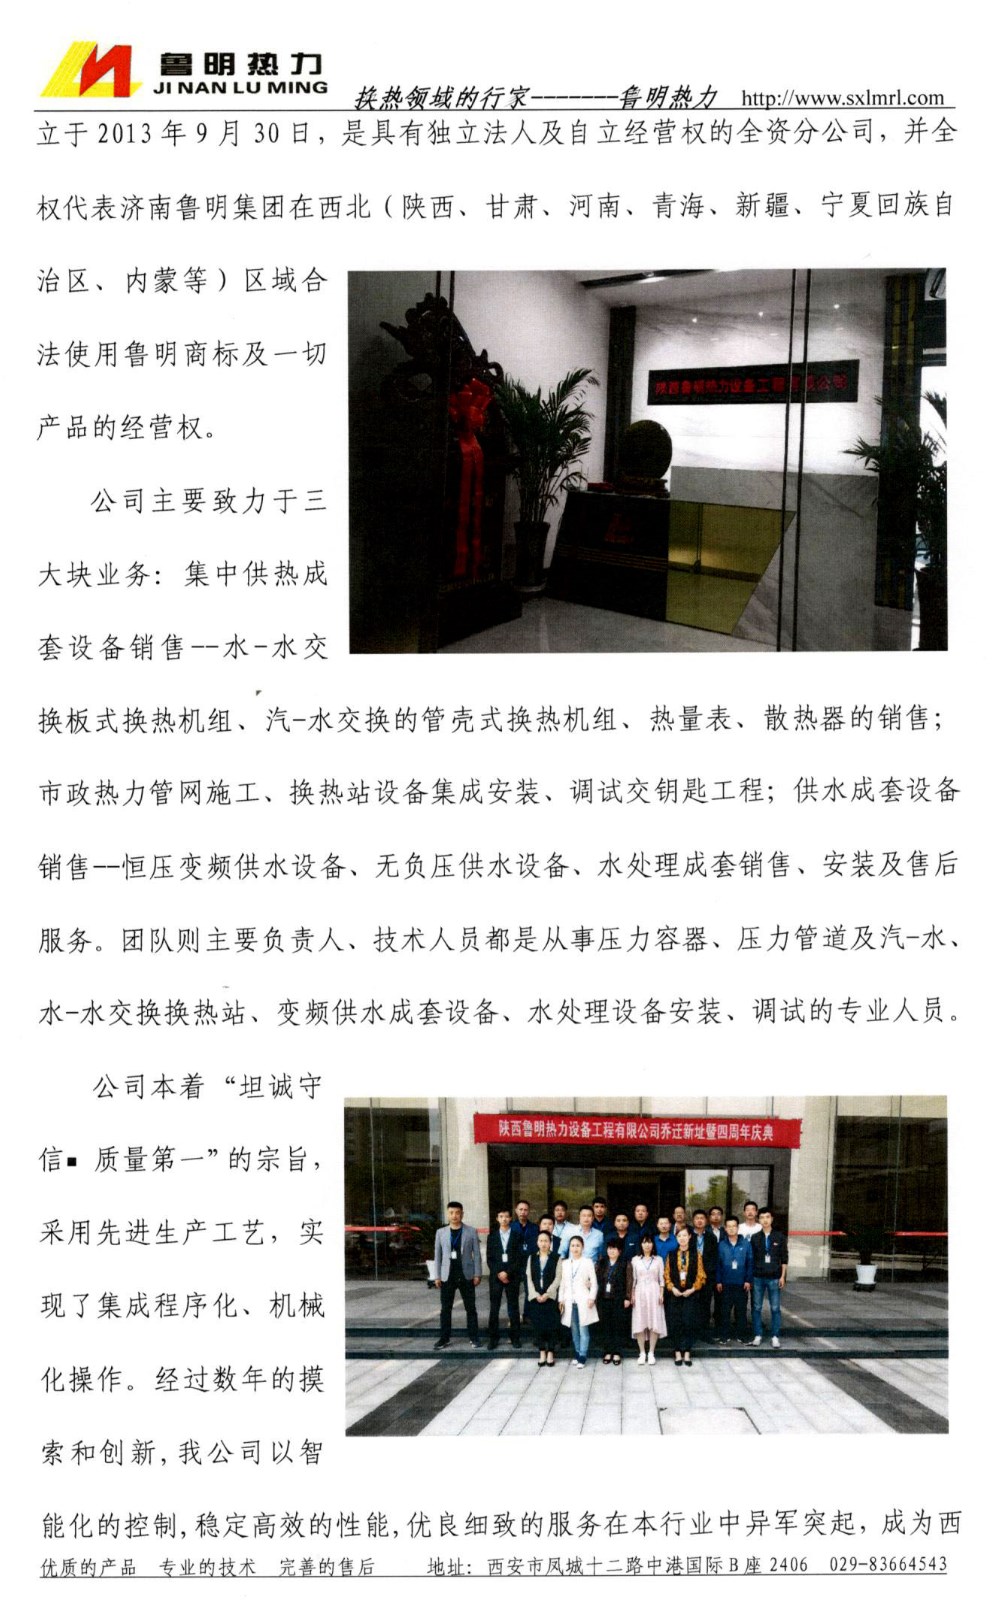 鲁明热力
JI NAN LU MING
换热领域的行家-------鲁明热力 http://www.sxlmrl.com
立于 2013 年 9 月 30 日，是具有独立法人及自立经营权的全资分公司，并全
权代表济南鲁明集团在西北（陕西、甘肃、河南、青海、新疆、宁夏回族自
治区、内蒙等）区域合
法使用鲁明商标及一切
产品的经营权。
陕西鲁明热力设备工程有限公司
公司主要致力于三
大块业务：集中供热成
套设备销售--水-水交
换板式换热机组、汽-水交换的管壳式换热机组、热量表、散热器的销售；
市政热力管网施工、换热站设备集成安装、调试交钥匙工程；供水成套设备
销售--恒压变频供水设备、无负压供水设备、水处理成套销售、安装及售后
服务。团队则主要负责人、技术人员都是从事压力容器、压力管道及汽-水、
水-水交换换热站、变频供水成套设备、水处理设备安装、调试的专业人员。
公司本着“坦诚守
信▪ 质量第一”的宗旨，
采用先进生产工艺，实
现了集成程序化、机械
化操作。经过数年的摸
索和创新,我公司以智
陕西鲁明热力设备工程有限公司乔迁新址暨四周年庆典
能化的控制,稳定高效的性能,优良细致的服务在本行业中异军突起，成为西
优质的产品 专业的技术 完善的售后 地址：西安市凤城十二路中港国际 B 座 2406 029-83664543